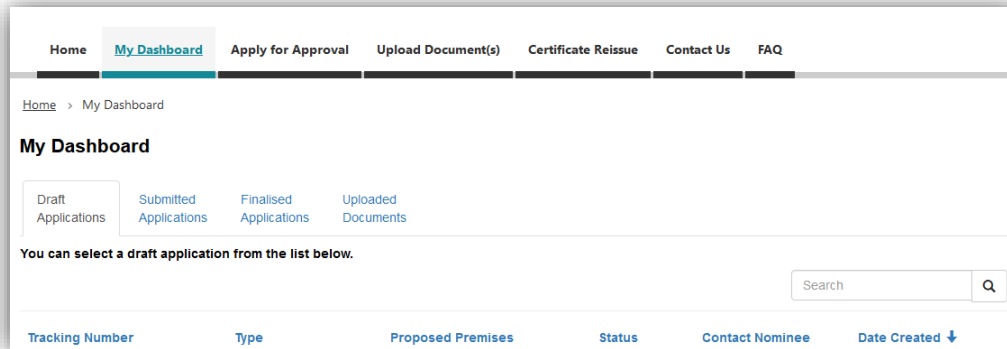 Home My Dashboard Apply for Approval Upload Document(s) Certificate Reissue Contact Us FAQ
Home > My Dashboard
My Dashboard
Draft Applications
Submitted Applications
Finalised Applications
Uploaded Documents
You can select a draft application from the list below.
Search
Tracking Number Type Proposed Premises Status Contact Nominee Date Created